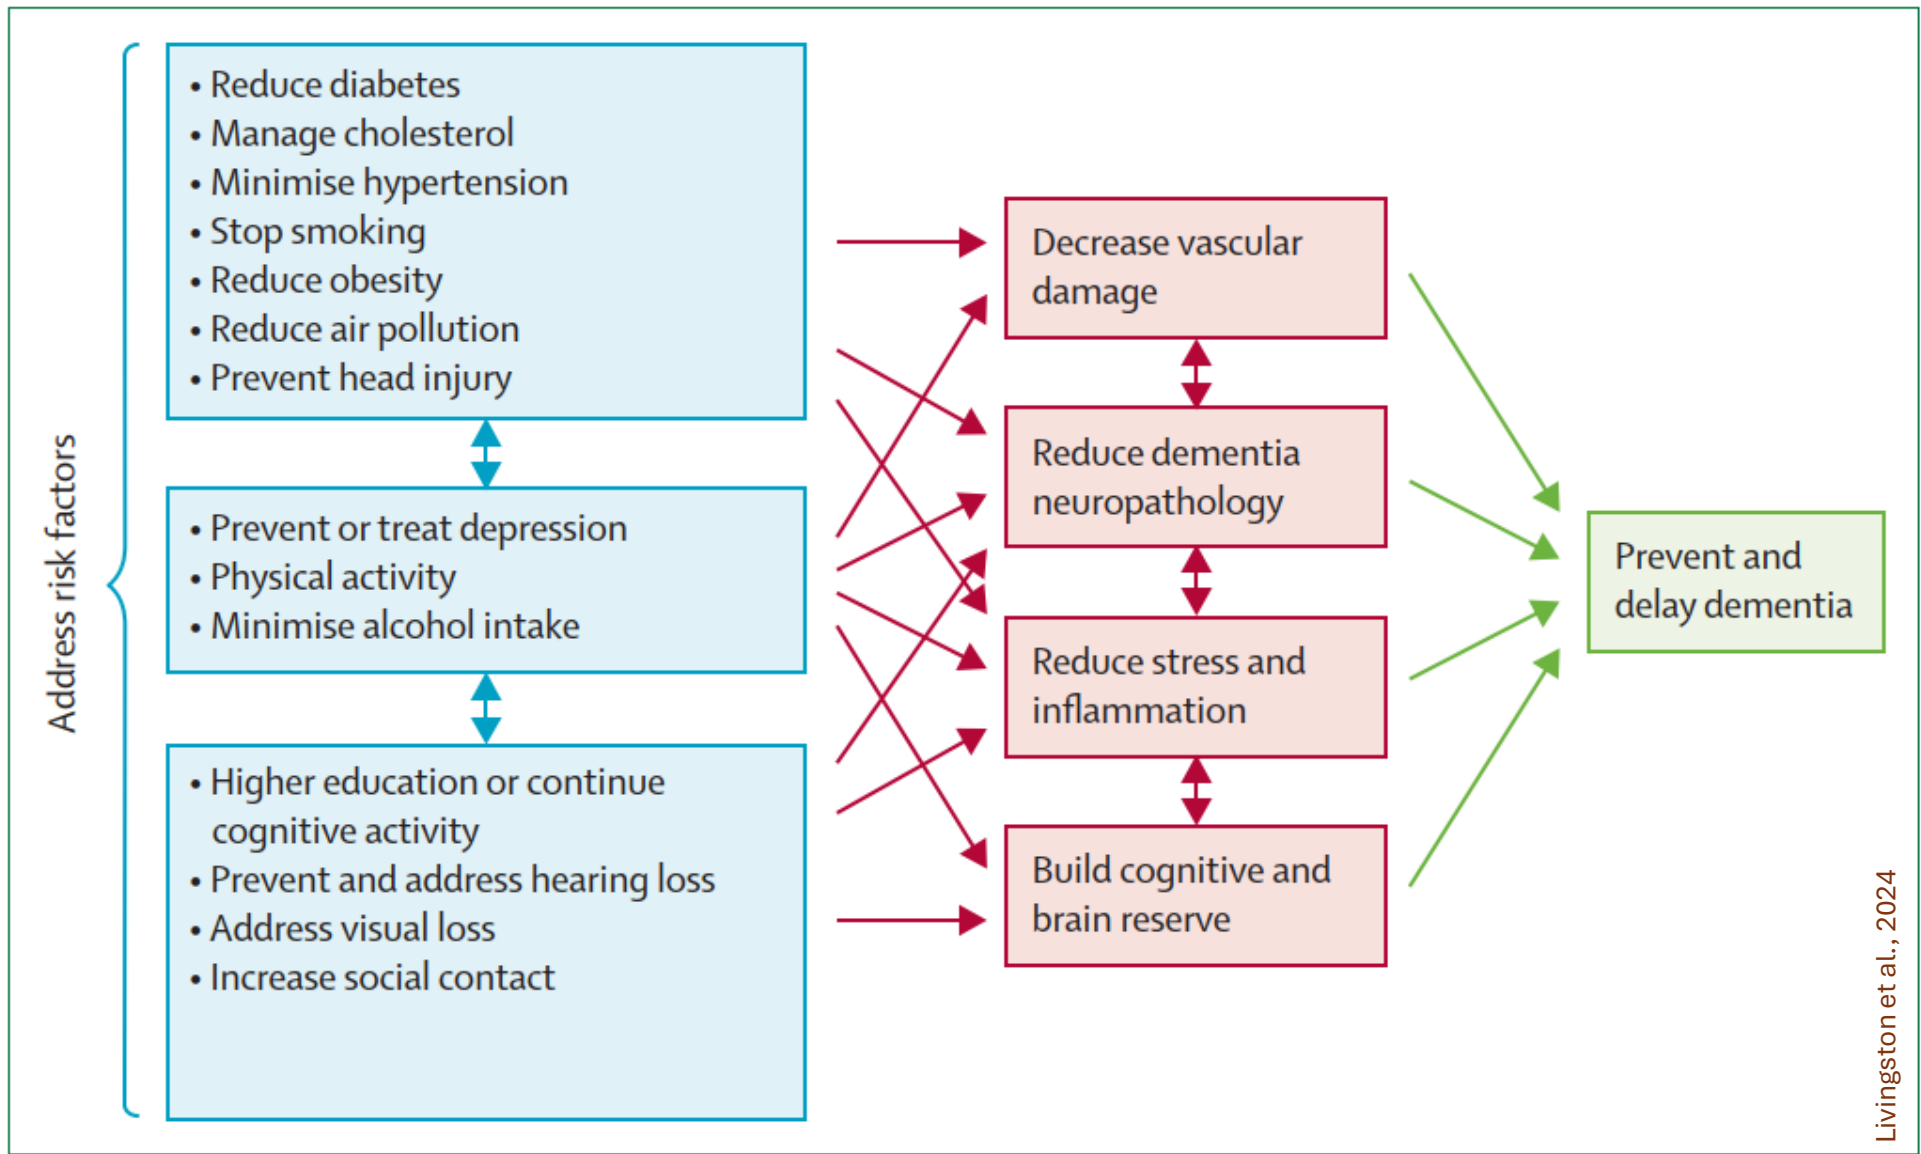 Address risk factors
• Reduce diabetes
• Manage cholesterol
• Minimise hypertension
• Stop smoking
• Reduce obesity
• Reduce air pollution
• Prevent head injury
• Prevent or treat depression
• Physical activity
• Minimise alcohol intake
• Higher education or continue
cognitive activity
• Prevent and address hearing loss
• Address visual loss
• Increase social contact
Decrease vascular
damage
Reduce dementia
neuropathology
Reduce stress and
inflammation
Build cognitive and
brain reserve
Prevent and
delay dementia
Livingston et al., 2024